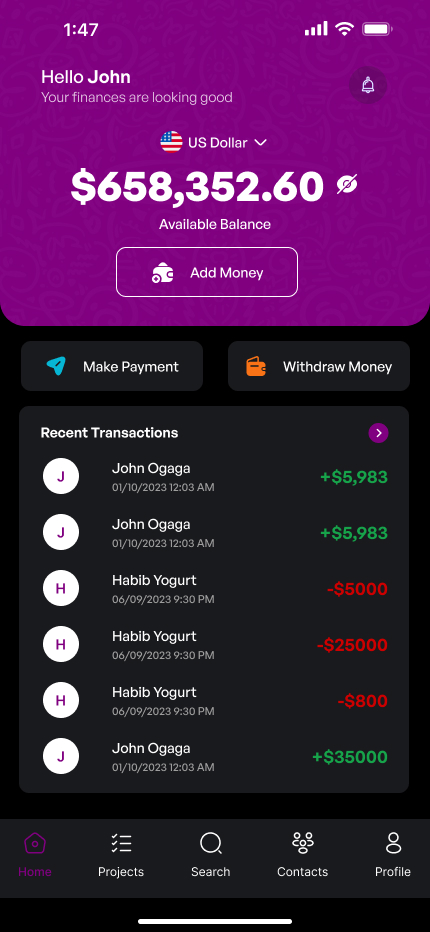 1:47
Hello John
Your finances are looking good
US Dollar
$658,352.60
Available Balance
Add Money
Make Payment
Withdraw Money
Recent Transactions
J
John Ogaga
01/10/2023 12:03 AM
+$5,983
J
John Ogaga
01/10/2023 12:03 AM
+$5,983
H
Habib Yogurt
06/09/2023 9:30 PM
-$5000
H
Habib Yogurt
06/09/2023 9:30 PM
-$25000
H
Habib Yogurt
06/09/2023 9:30 PM
-$800
J
John Ogaga
01/10/2023 12:03 AM
+$35000
Home
Projects
Search
Contacts
Profile